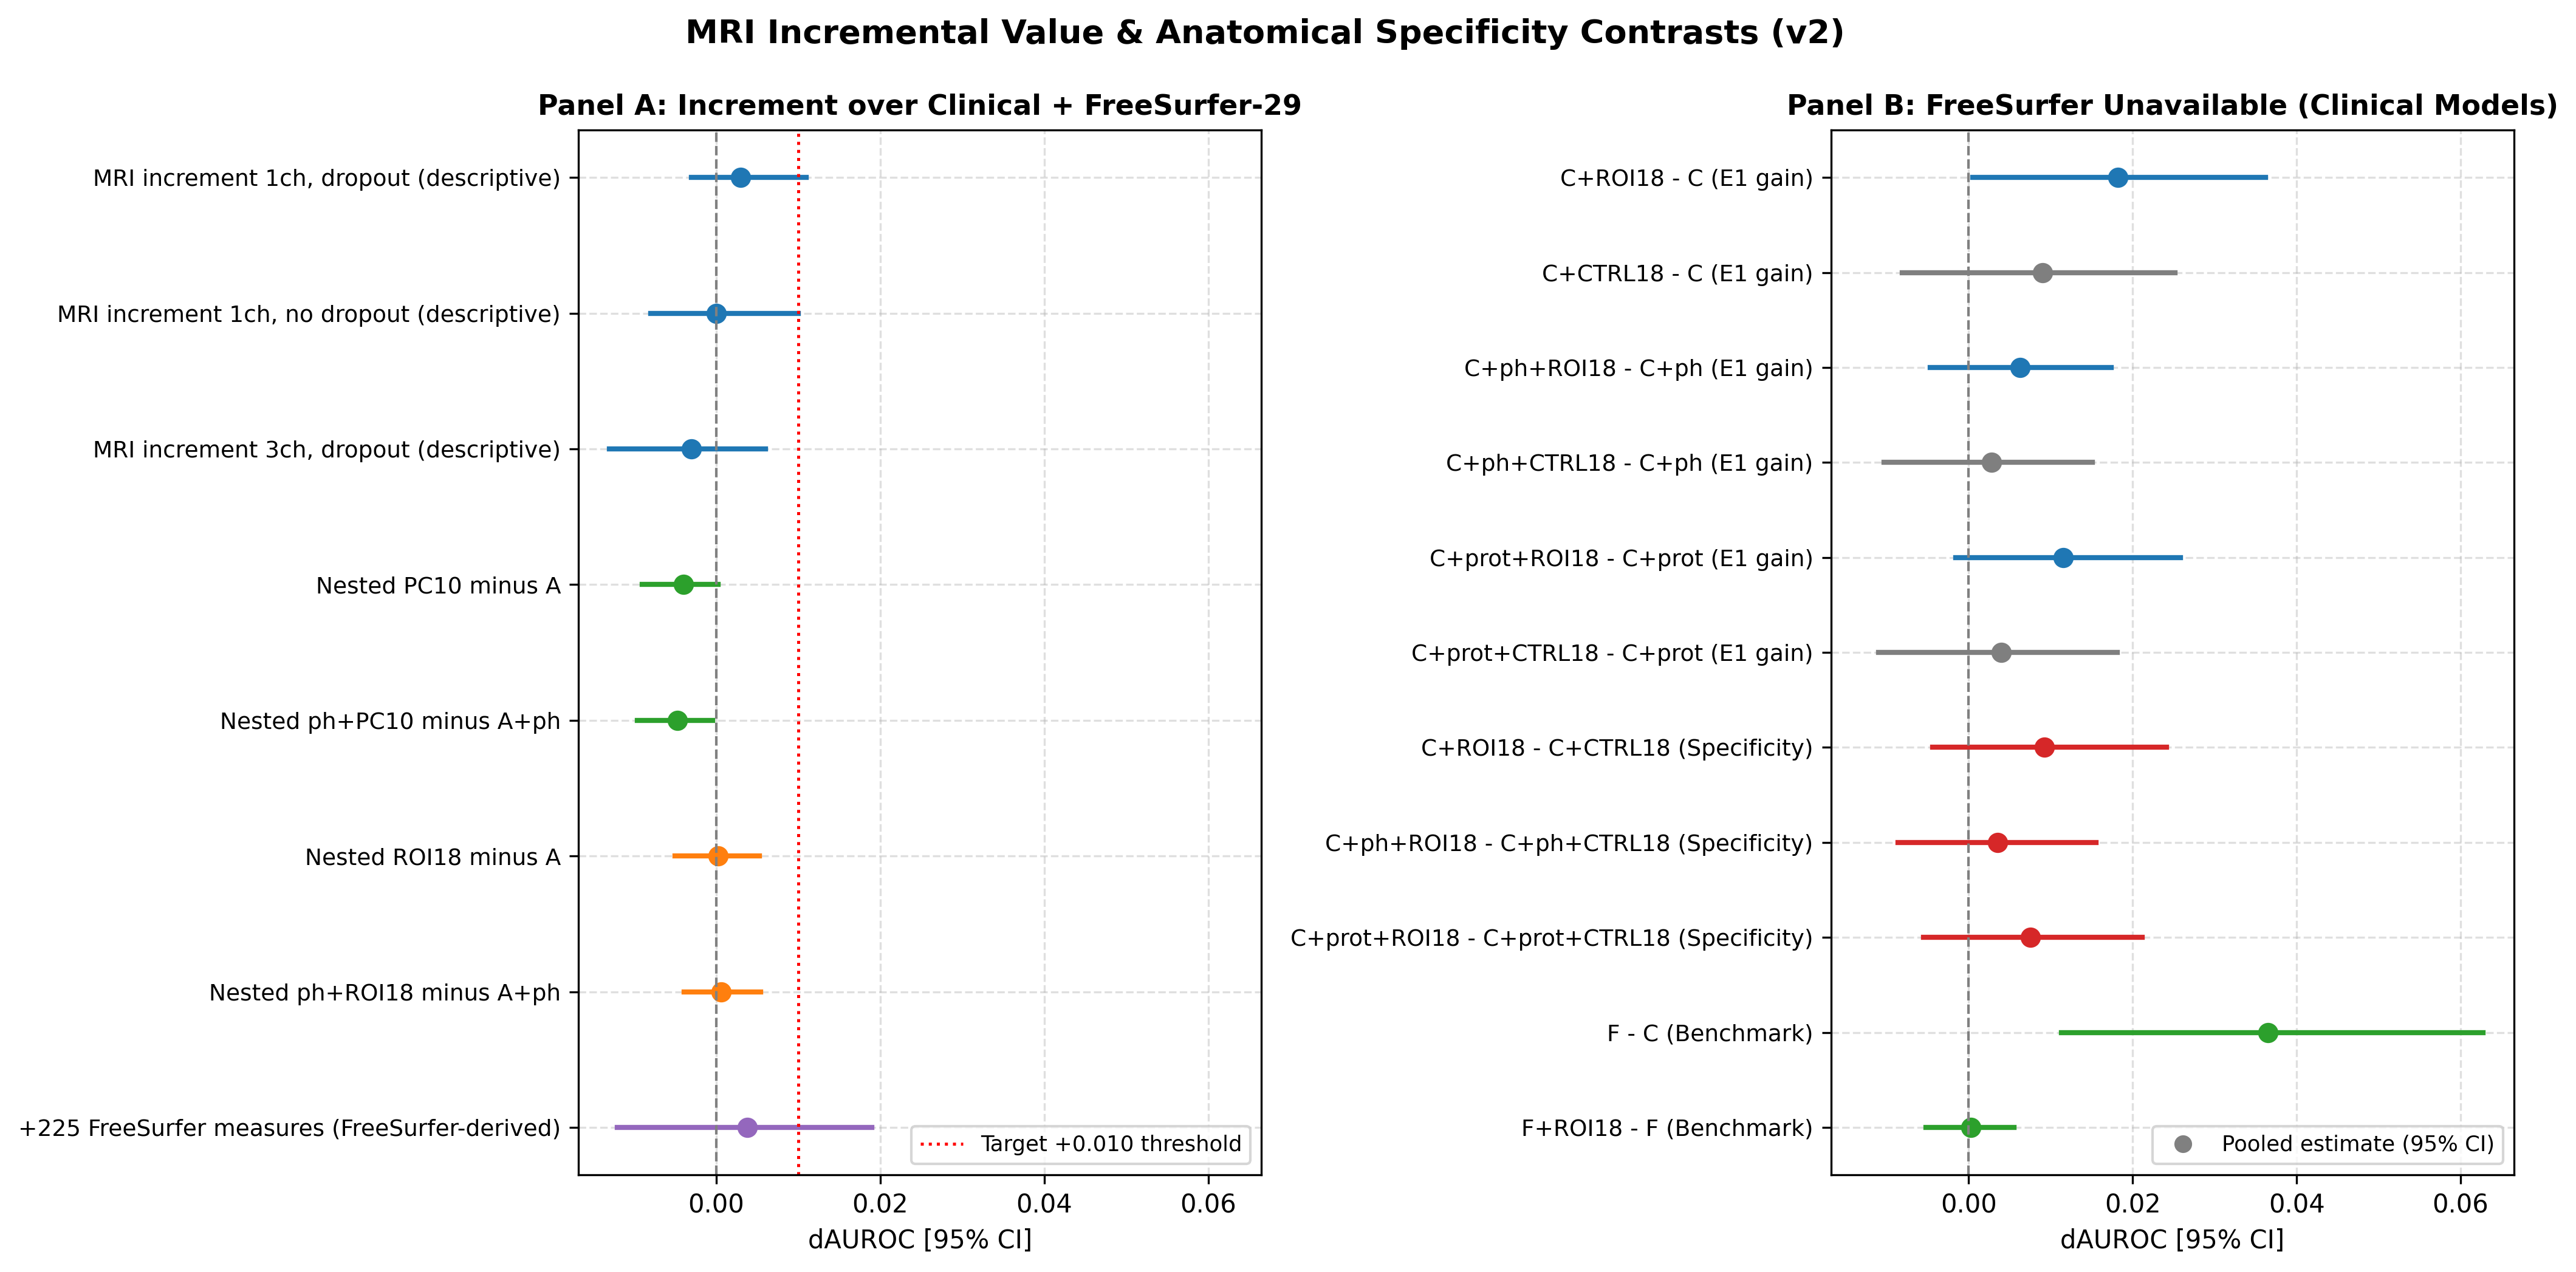 MRI Incremental Value & Anatomical Specificity Contrasts (v2)
Panel A: Increment over Clinical + FreeSurfer-29
MRI increment 1ch, dropout (descriptive)
MRI increment 1ch, no dropout (descriptive)
MRI increment 3ch, dropout (descriptive)
Nested PC10 minus A
Nested ph+PC10 minus A+ph
Nested ROI18 minus A
Nested ph+ROI18 minus A+ph
+225 FreeSurfer measures (FreeSurfer-derived)
Target +0.010 threshold
0.00 0.02 0.04 0.06
dAUROC [95% CI]
Panel B: FreeSurfer Unavailable (Clinical Models)
C+ROI18 - C (E1 gain)
C+CTRL18 - C (E1 gain)
C+ph+ROI18 - C+ph (E1 gain)
C+ph+CTRL18 - C+ph (E1 gain)
C+prot+ROI18 - C+prot (E1 gain)
C+prot+CTRL18 - C+prot (E1 gain)
C+ROI18 - C+CTRL18 (Specificity)
C+ph+ROI18 - C+ph+CTRL18 (Specificity)
C+prot+ROI18 - C+prot+CTRL18 (Specificity)
F - C (Benchmark)
F+ROI18 - F (Benchmark)
Pooled estimate (95% CI)
0.00 0.02 0.04 0.06
dAUROC [95% CI]